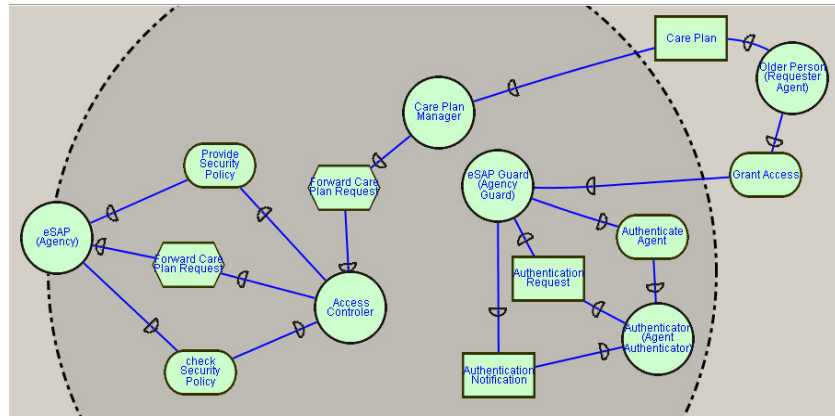 Care Plan
Older Person
(Requester
Agent)
Care Plan
Manager
Provide
Security
Policy
Forward Care
Plan Request
eSAP Guard
(Agency
Guard)
Grant Access
eSAP
(Agency)
Forward Care
Plan Request
Authenticate
Agent
Authentication
Request
Access
Controler
Authenticator
(Agent
Authenticator)
check
Security
Policy
Authentication
Notification